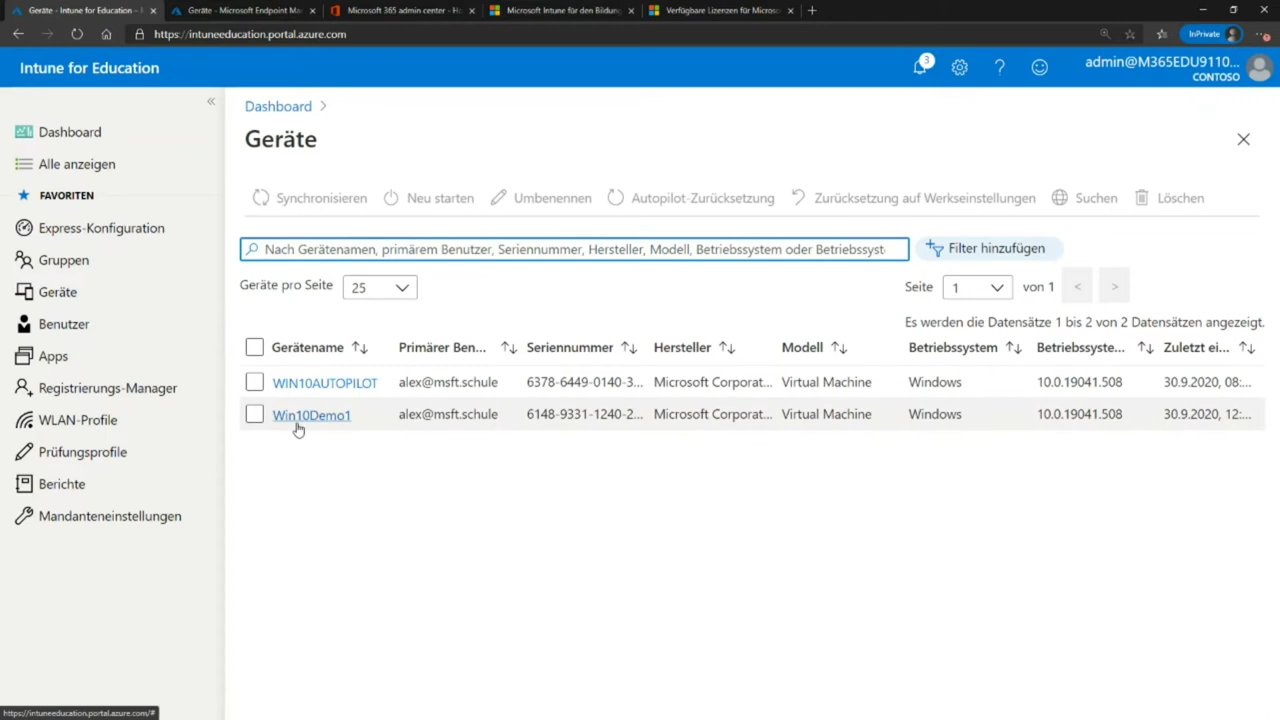 Geräte - Intune for Education –
Geräte - Microsoft Endpoint Ma
Microsoft 365 admin center - H
Microsoft Intune für den Bildung
Verfügbare Lizenzen für Micros
https://intuneeducation.portal.azure.com
InPrivate
Intune for Education
3
admin@M365EDU9110...
CONTOSO
Dashboard
Alle anzeigen
FAVORITEN
Express-Konfiguration
Gruppen
Geräte
Benutzer
Apps
Registrierungs-Manager
WLAN-Profile
Prüfungsprofile
Berichte
Mandanteneinstellungen
Dashboard >
Geräte
Synchronisieren Neu starten Umbenennen Autopilot-Zurücksetzung Zurücksetzung auf Werkseinstellungen Suchen Löschen
Nach Gerätenamen, primärem Benutzer, Seriennummer, Hersteller, Modell, Betriebssystem oder Betriebssyst
Filter hinzufügen
Geräte pro Seite 25
Seite 1 von 1 < >
Es werden die Datensätze 1 bis 2 von 2 Datensätzen angezeigt.
Gerätename Primärer Ben... Seriennummer Hersteller Modell Betriebssystem Betriebssyste... Zuletzt ei...
WIN10AUTOPILOT alex@msft.schule 6378-6449-0140-3... Microsoft Corporat... Virtual Machine Windows 10.0.19041.508 30.9.2020, 08:...
Win10Demo1 alex@msft.schule 6148-9331-1240-2... Microsoft Corporat... Virtual Machine Windows 10.0.19041.508 30.9.2020, 12:...
https://intuneeducation.portal.azure.com/#